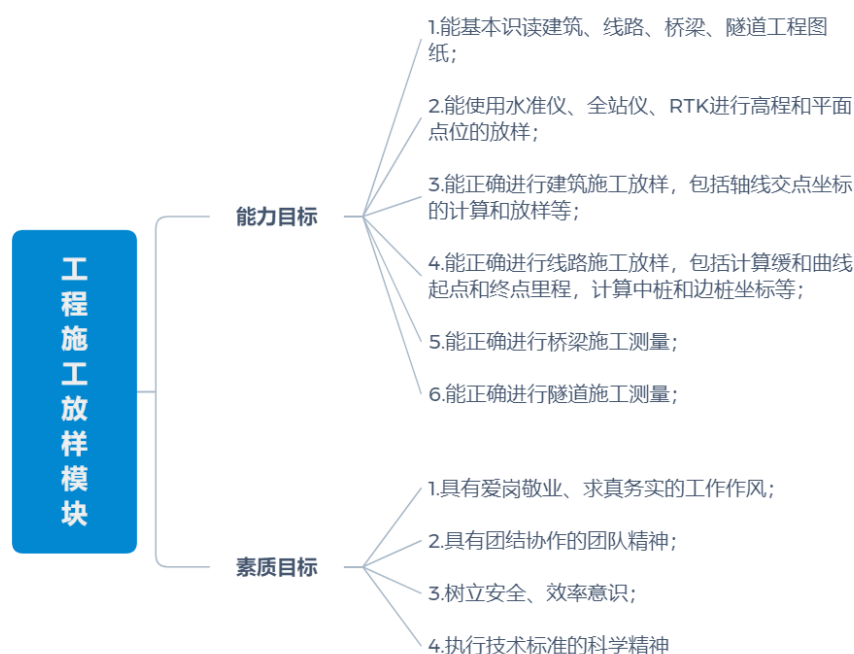 工程施工放样模块
能力目标
1.能基本识读建筑、线路、桥梁、隧道工程图
纸；
2.能使用水准仪、全站仪、RTK进行高程和平面
点位的放样；
3.能正确进行建筑施工放样，包括轴线交点坐标
的计算和放样等；
4.能正确进行线路施工放样，包括计算缓和曲线
起点和终点里程，计算中桩和边桩坐标等；
5.能正确进行桥梁施工测量；
6.能正确进行隧道施工测量；
素质目标
1.具有爱岗敬业、求真务实的工作作风；
2.具有团结协作的团队精神；
3.树立安全、效率意识；
4.执行技术标准的科学精神